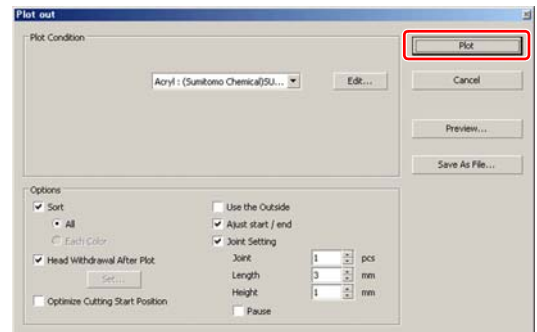 Plot out
Plot Condition
Plot
Acryl : (Sumitomo Chemical)SU...
Edit...
Cancel
Preview...
Save As File...
Options
Sort
Use the Outside
All
Ajust start / end
Each Color
Joint Setting
Head Withdrawal After Plot
Joint 1 pcs
Set...
Length 3 mm
Optimize Cutting Start Position
Height 1 mm
Pause